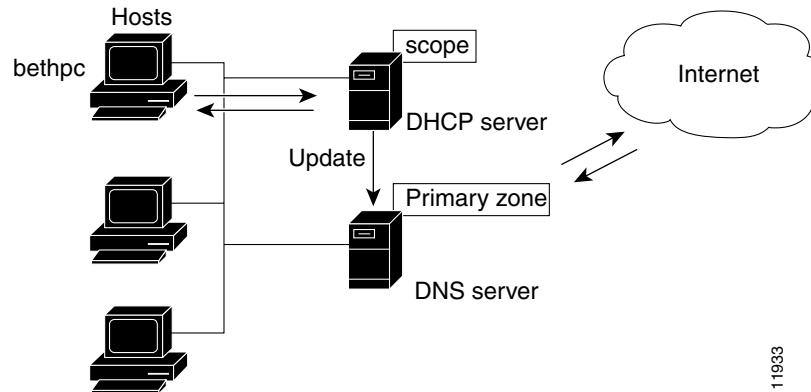 Hosts
bethpc
scope
DHCP server
Internet
Update
Primary zone
DNS server
11933